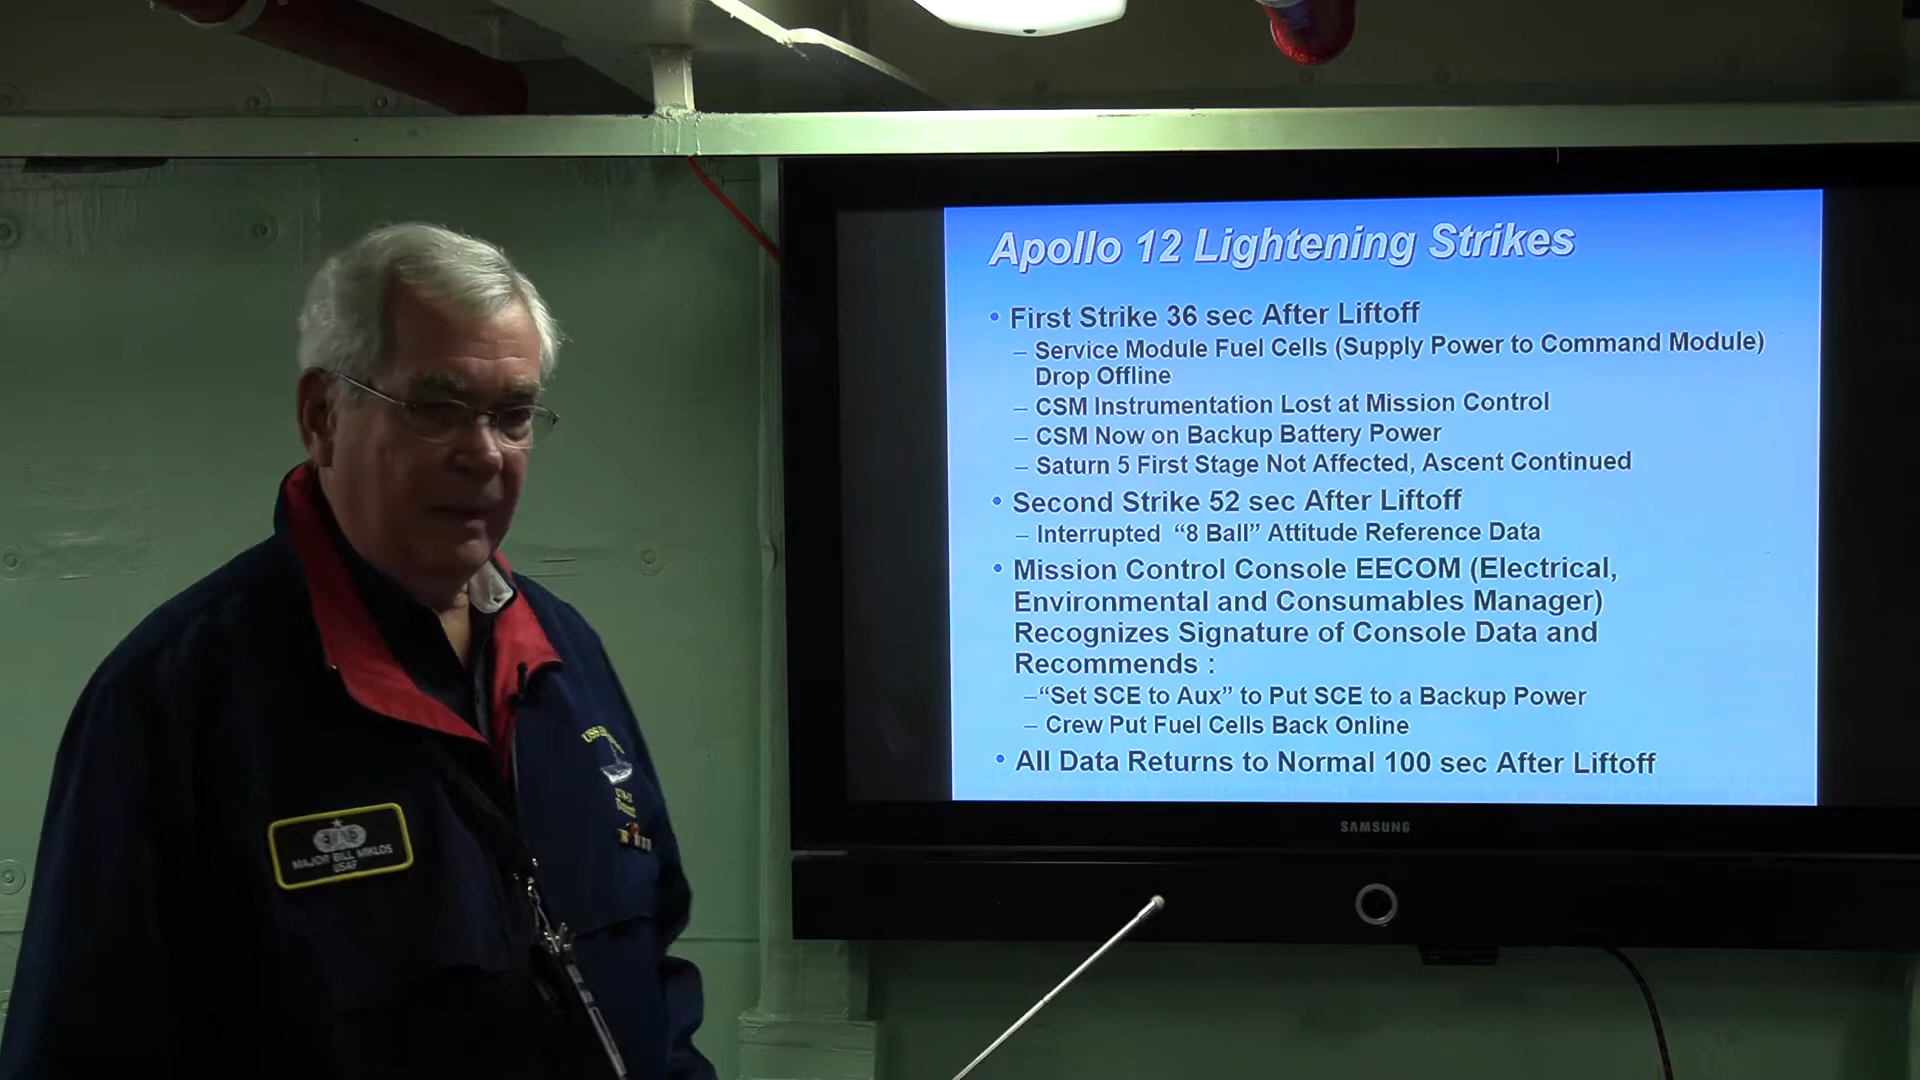 Apollo 12 Lightening Strikes
• First Strike 36 sec After Liftoff
– Service Module Fuel Cells (Supply Power to Command Module)
Drop Offline
– CSM Instrumentation Lost at Mission Control
– CSM Now on Backup Battery Power
– Saturn 5 First Stage Not Affected, Ascent Continued
• Second Strike 52 sec After Liftoff
– Interrupted “8 Ball” Attitude Reference Data
• Mission Control Console EECOM (Electrical,
Environmental and Consumables Manager)
Recognizes Signature of Console Data and
Recommends :
–“Set SCE to Aux” to Put SCE to a Backup Power
– Crew Put Fuel Cells Back Online
• All Data Returns to Normal 100 sec After Liftoff
SAMSUNG
MAJOR BILL MIKLOS
USAF
USS